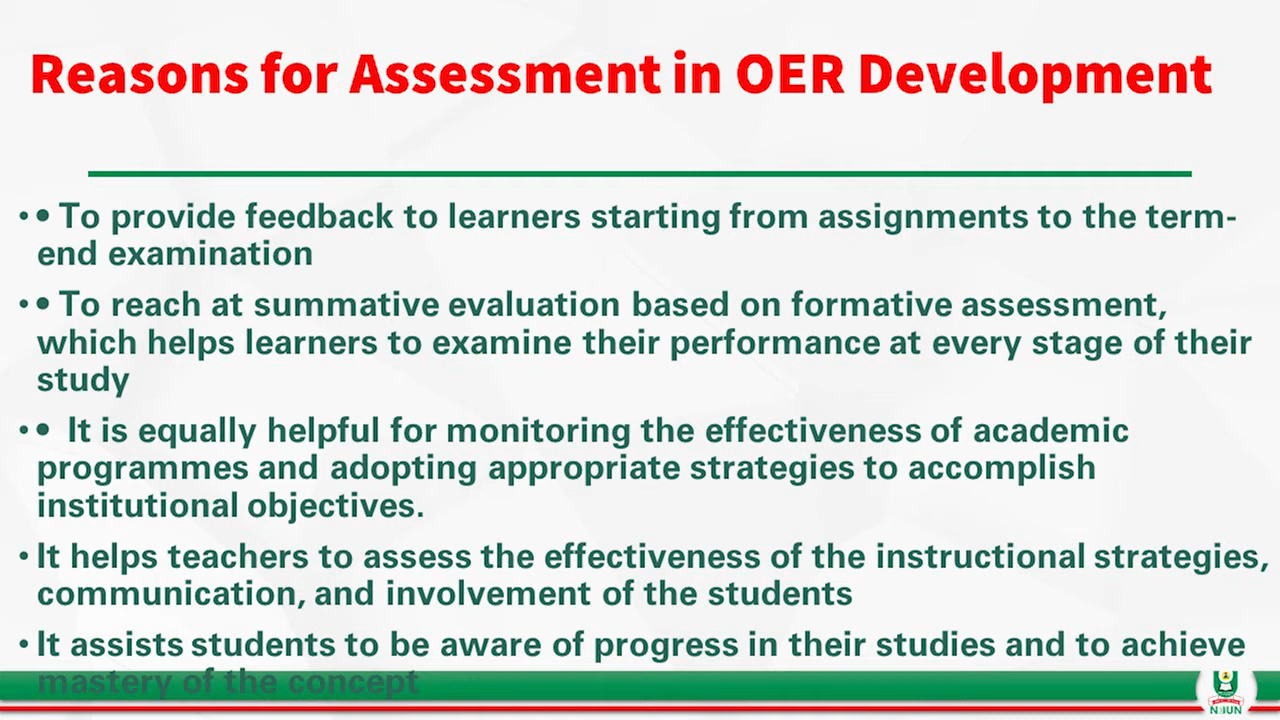 Reasons for Assessment in OER Development
• • To provide feedback to learners starting from assignments to the term-
end examination
• • To reach at summative evaluation based on formative assessment,
which helps learners to examine their performance at every stage of their
study
• • It is equally helpful for monitoring the effectiveness of academic
programmes and adopting appropriate strategies to accomplish
institutional objectives.
• It helps teachers to assess the effectiveness of the instructional strategies,
communication, and involvement of the students
• It assists students to be aware of progress in their studies and to achieve
mastery of the concept